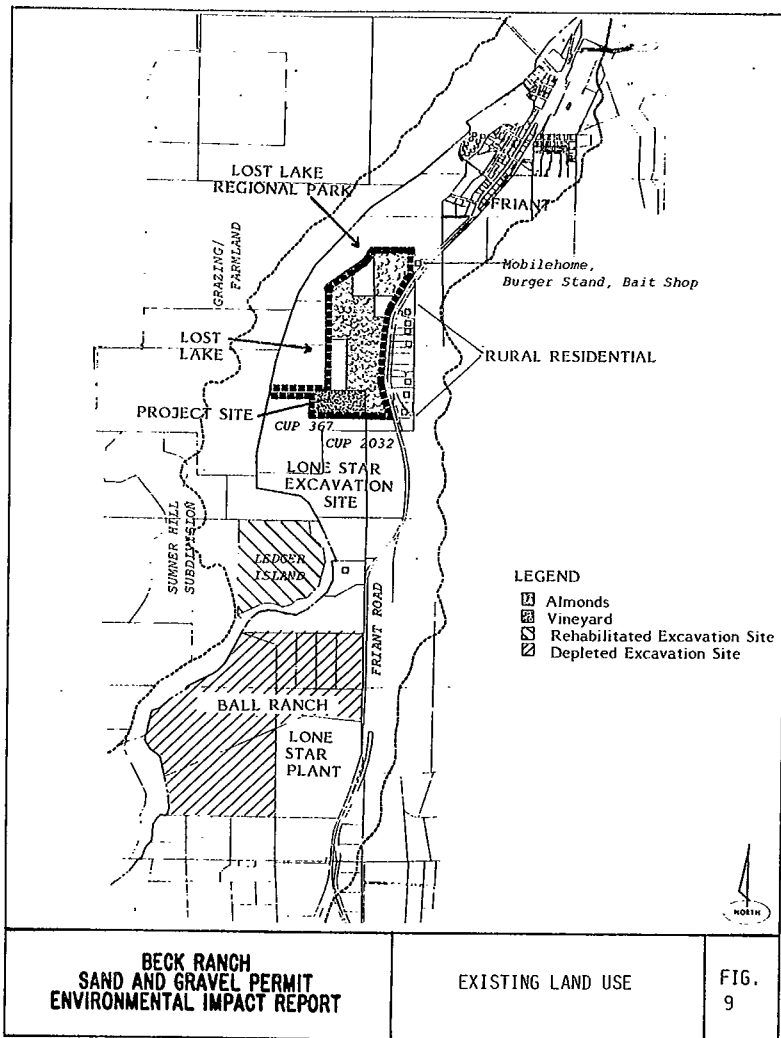 LOST LAKE
REGIONAL PARK
FRIANT
GRAZING/
FARMLAND
Mobilehome,
Burger Stand, Bait Shop
LOST
LAKE
RURAL RESIDENTIAL
PROJECT SITE
CUP 367
CUP 2032
LONE STAR
EXCAVATION
SITE
SUMNER HILL
SUBDIVISION
LEDGER
ISLAND
FRIANT ROAD
LEGEND
Almonds
Vineyard
Rehabilitated Excavation Site
Depleted Excavation Site
BALL RANCH
LONE
STAR
PLANT
NORTH
BECK RANCH
SAND AND GRAVEL PERMIT
ENVIRONMENTAL IMPACT REPORT
EXISTING LAND USE
FIG.
9